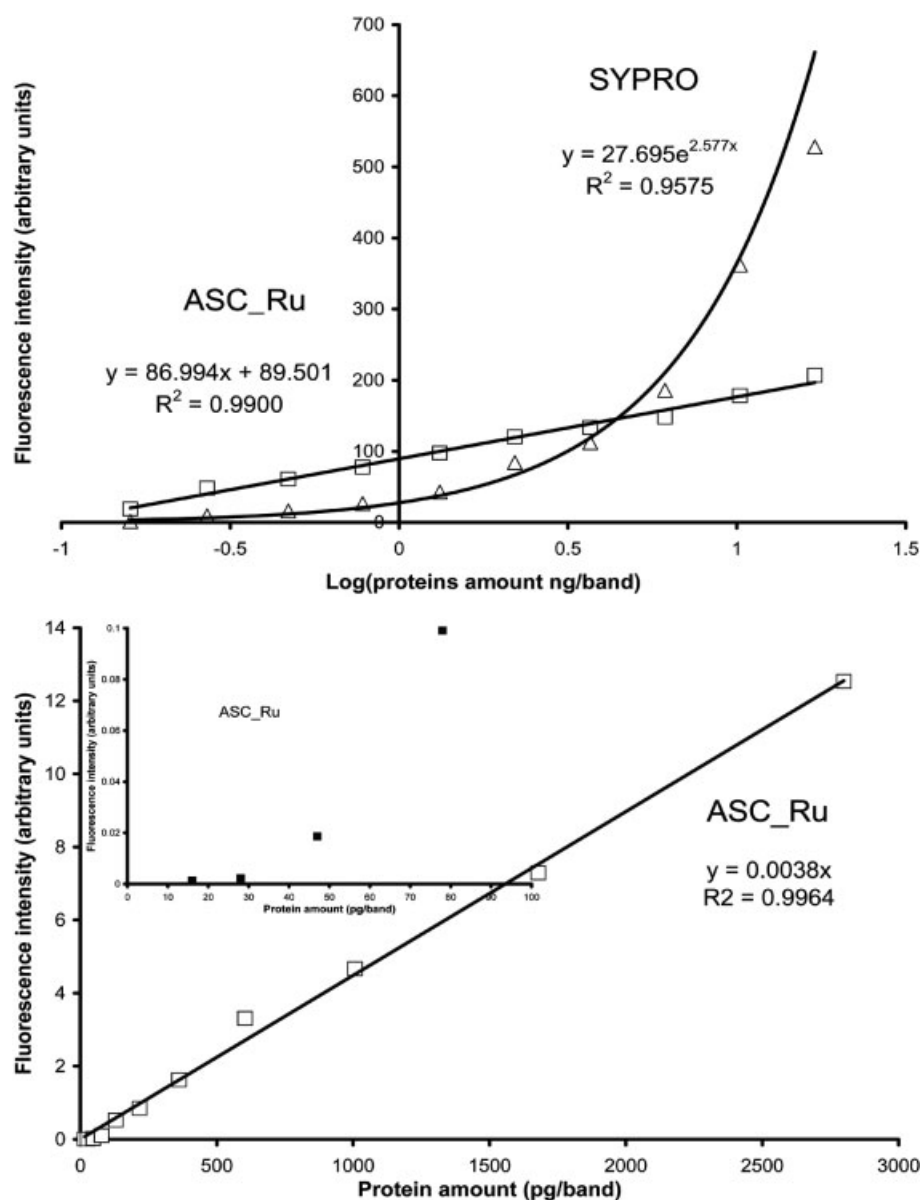 700
600
500
400
300
200
100
0
Fluorescence intensity (arbitrary units)
SYPRO
y = 27.695e^2.577x
R² = 0.9575
ASC_Ru
y = 86.994x + 89.501
R² = 0.9900
-1 -0.5 0 0.5 1 1.5
Log(proteins amount ng/band)
14
12
10
8
6
4
2
0
Fluorescence intensity (arbitrary units)
0.1
0.08
0.06
0.04
0.02
0
Fluorescence intensity (arbitrary units)
ASC_Ru
0 10 20 30 40 50 60 70 80 90 100
Protein amount (pg/band)
ASC_Ru
y = 0.0038x
R2 = 0.9964
0 500 1000 1500 2000 2500 3000
Protein amount (pg/band)